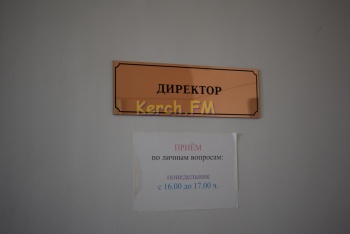 ДИРЕКТОР
Kerch.FM
ПРИЁМ
по личным вопросам:
понедельник
с 16.00 до 17.00 ч.